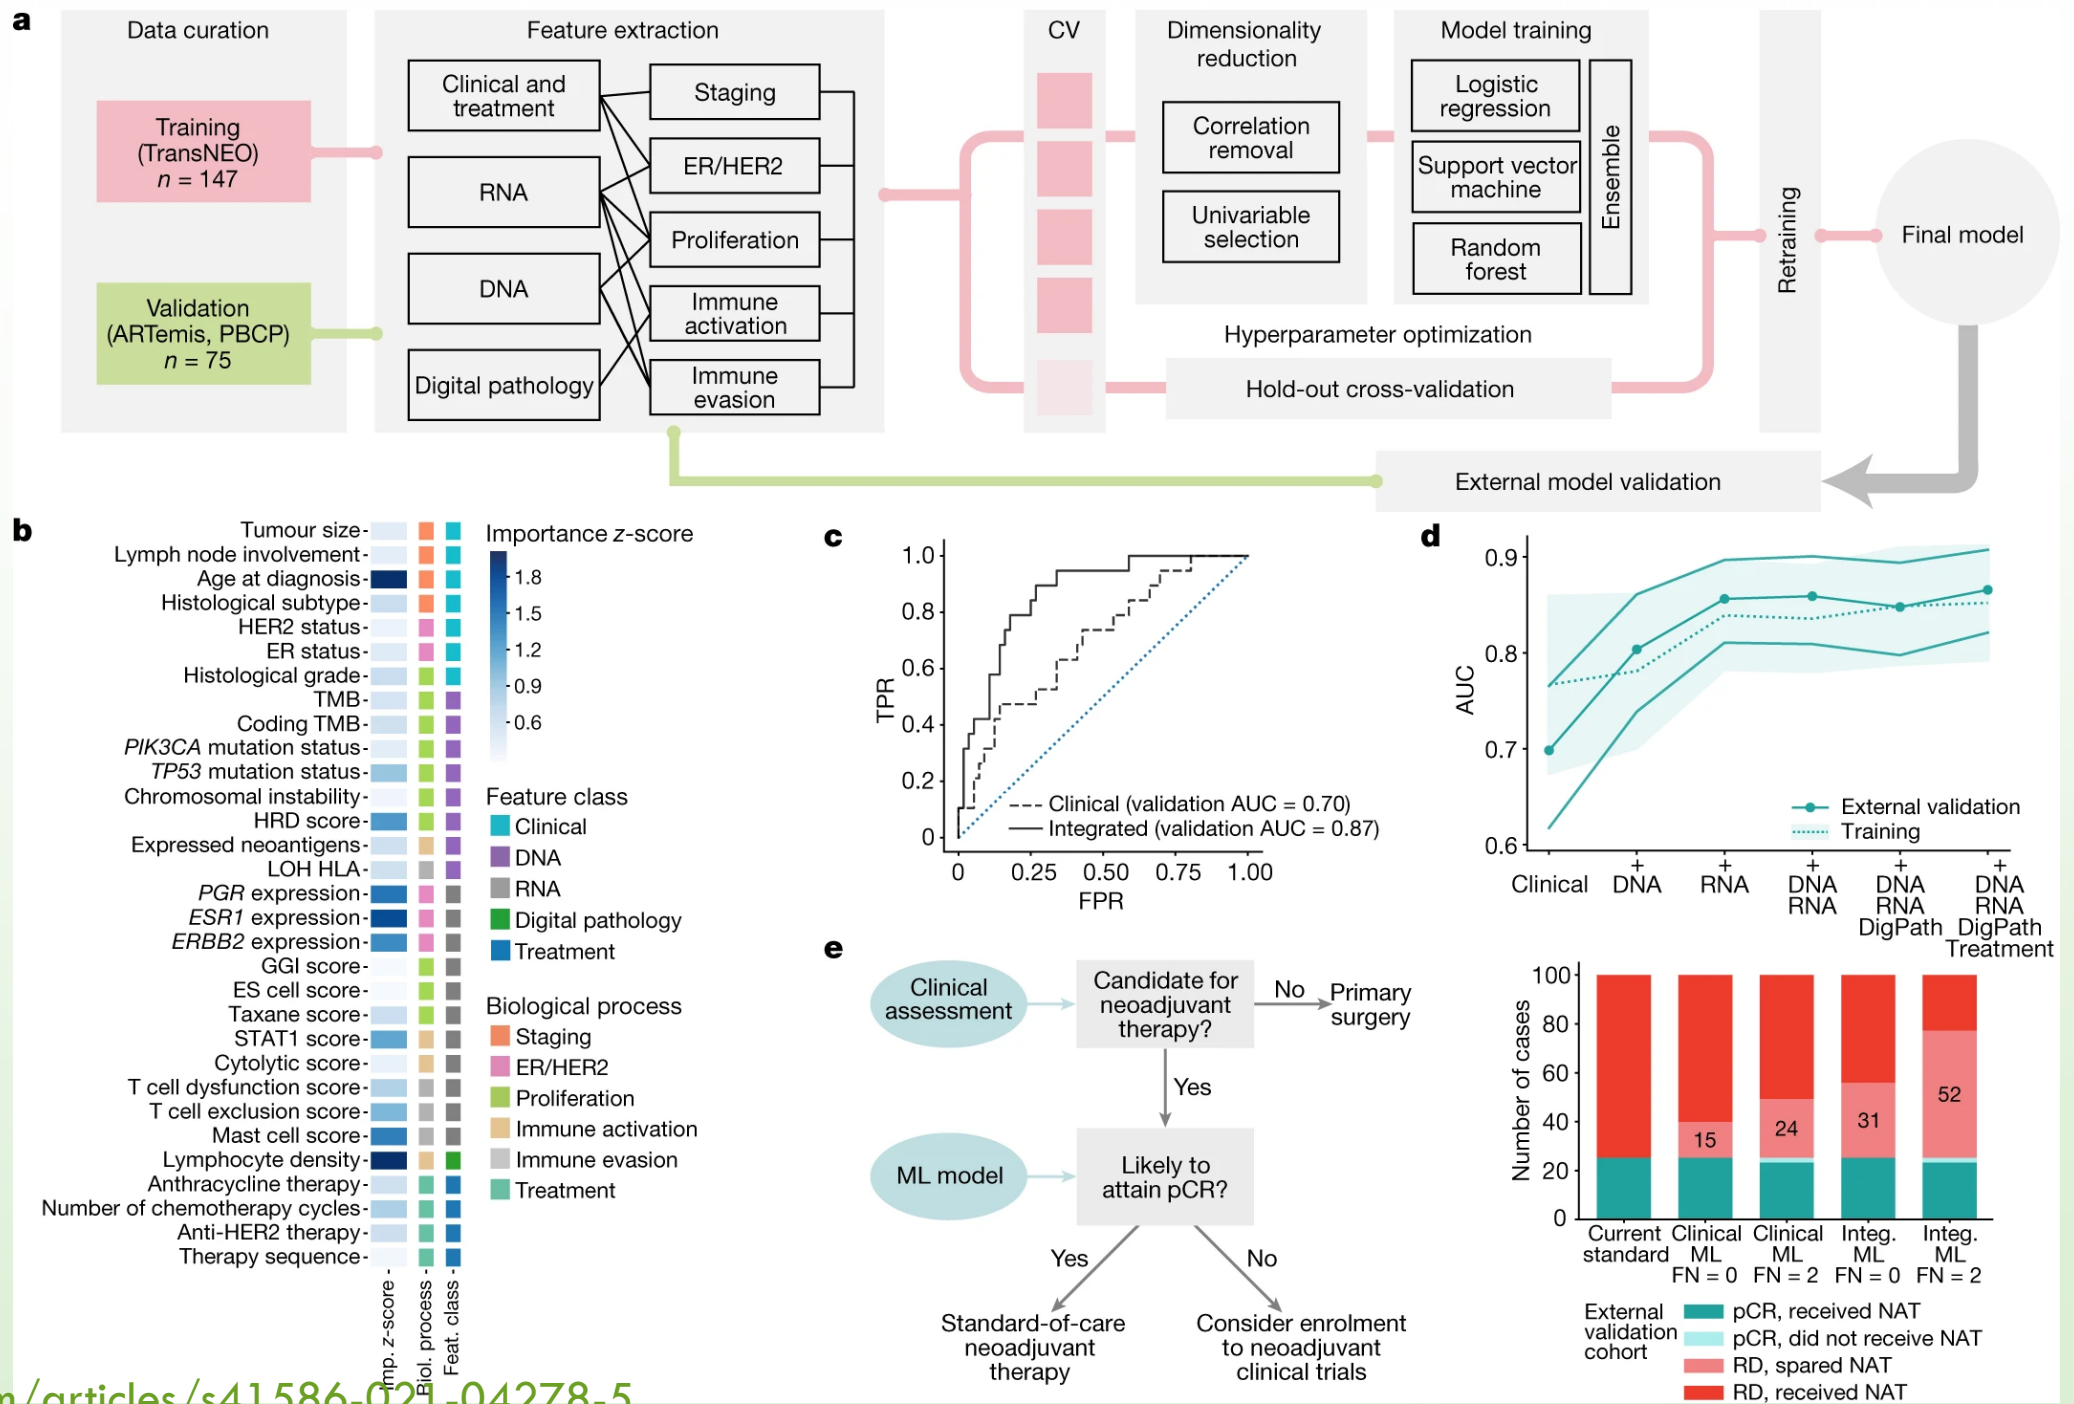 a
Data curation
Training
(TransNEO)
n = 147
Validation
(ARTemis, PBCP)
n = 75
Feature extraction
Clinical and
treatment
RNA
DNA
Digital pathology
Staging
ER/HER2
Proliferation
Immune
activation
Immune
evasion
CV
Dimensionality
reduction
Correlation
removal
Univariable
selection
Model training
Logistic
regression
Support vector
machine
Random
forest
Ensemble
Hyperparameter optimization
Hold-out cross-validation
Retraining
Final model
External model validation
b
Tumour size
Lymph node involvement
Age at diagnosis
Histological subtype
HER2 status
ER status
Histological grade
TMB
Coding TMB
PIK3CA mutation status
TP53 mutation status
Chromosomal instability
HRD score
Expressed neoantigens
LOH HLA
PGR expression
ESR1 expression
ERBB2 expression
GGI score
ES cell score
Taxane score
STAT1 score
Cytolytic score
T cell dysfunction score
T cell exclusion score
Mast cell score
Lymphocyte density
Anthracycline therapy
Number of chemotherapy cycles
Anti-HER2 therapy
Therapy sequence
Imp. z-score
Biol. process
Feat. class
Importance z-score
1.8
1.5
1.2
0.9
0.6
Feature class
Clinical
DNA
RNA
Digital pathology
Treatment
Biological process
Staging
ER/HER2
Proliferation
Immune activation
Immune evasion
Treatment
c
1.0
0.8
0.6
0.4
0.2
0
TPR
Clinical (validation AUC = 0.70)
Integrated (validation AUC = 0.87)
0 0.25 0.50 0.75 1.00
FPR
d
0.9
0.8
0.7
0.6
AUC
External validation
Training
Clinical
+
DNA
+
RNA
+
DNA
RNA
+
DNA
RNA
DigPath
+
DNA
RNA
DigPath
Treatment
e
Clinical
assessment
Candidate for
neoadjuvant
therapy?
No
Primary
surgery
Yes
ML model
Likely to
attain pCR?
Yes
No
Standard-of-care
neoadjuvant
therapy
Consider enrolment
to neoadjuvant
clinical trials
100
80
60
40
20
0
Number of cases
15
24
31
52
Current
standard
Clinical
ML
FN = 0
Clinical
ML
FN = 2
Integ.
ML
FN = 0
Integ.
ML
FN = 2
External
validation
cohort
pCR, received NAT
pCR, did not receive NAT
RD, spared NAT
RD, received NAT
m/articles/s41586-021-04278-5